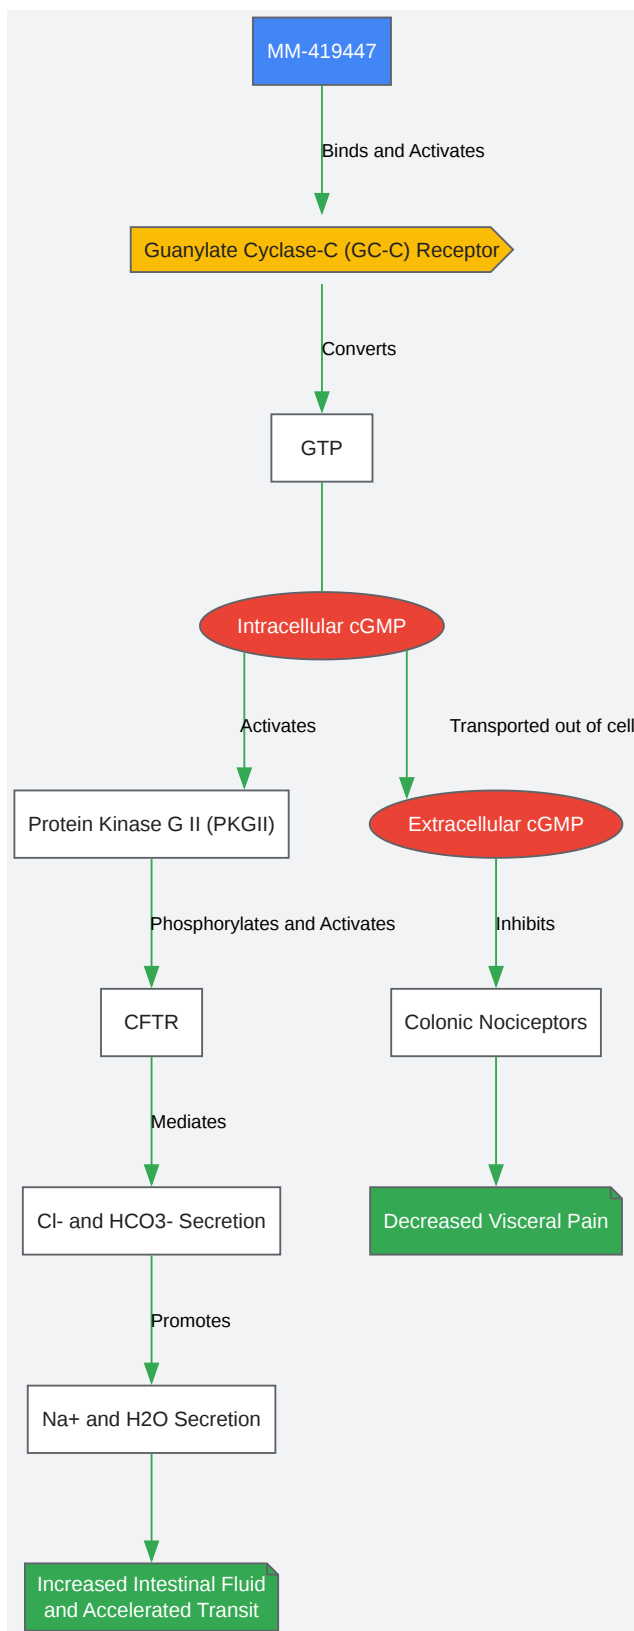 MM-419447
Binds and Activates
Guanylate Cyclase-C (GC-C) Receptor
Converts
GTP
Intracellular cGMP
Activates
Transported out of cell
Protein Kinase G II (PKGII)
Extracellular cGMP
Phosphorylates and Activates
Inhibits
CFTR
Colonic Nociceptors
Mediates
Cl- and HCO3- Secretion
Decreased Visceral Pain
Promotes
Na+ and H2O Secretion
Increased Intestinal Fluid
and Accelerated Transit